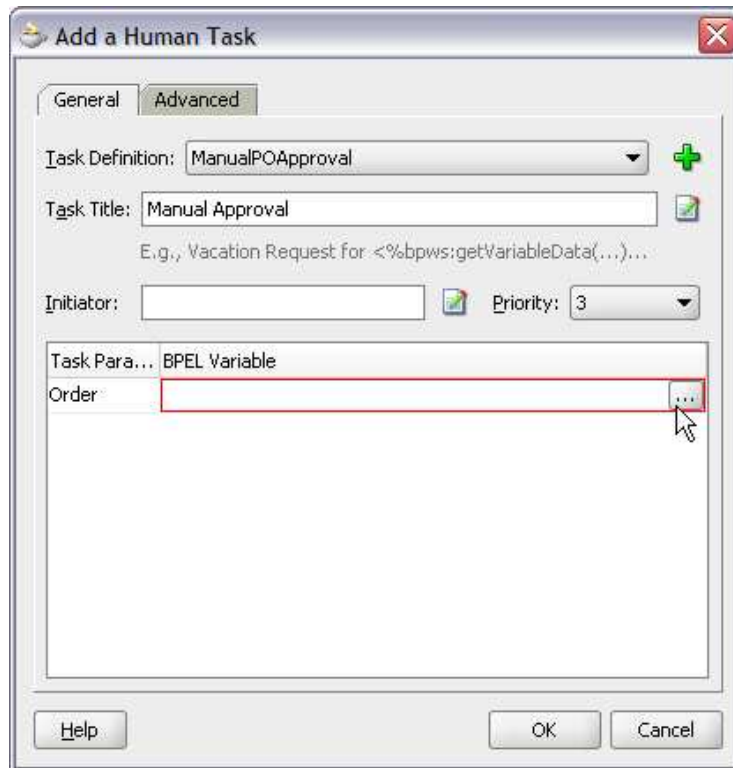 Add a Human Task
General Advanced
Task Definition: ManualPOApproval
Task Title: Manual Approval
E.g., Vacation Request for <%bpws:getVariableData(...)...
Initiator: Priority: 3
Task Para... BPEL Variable
Order ...
Help OK Cancel